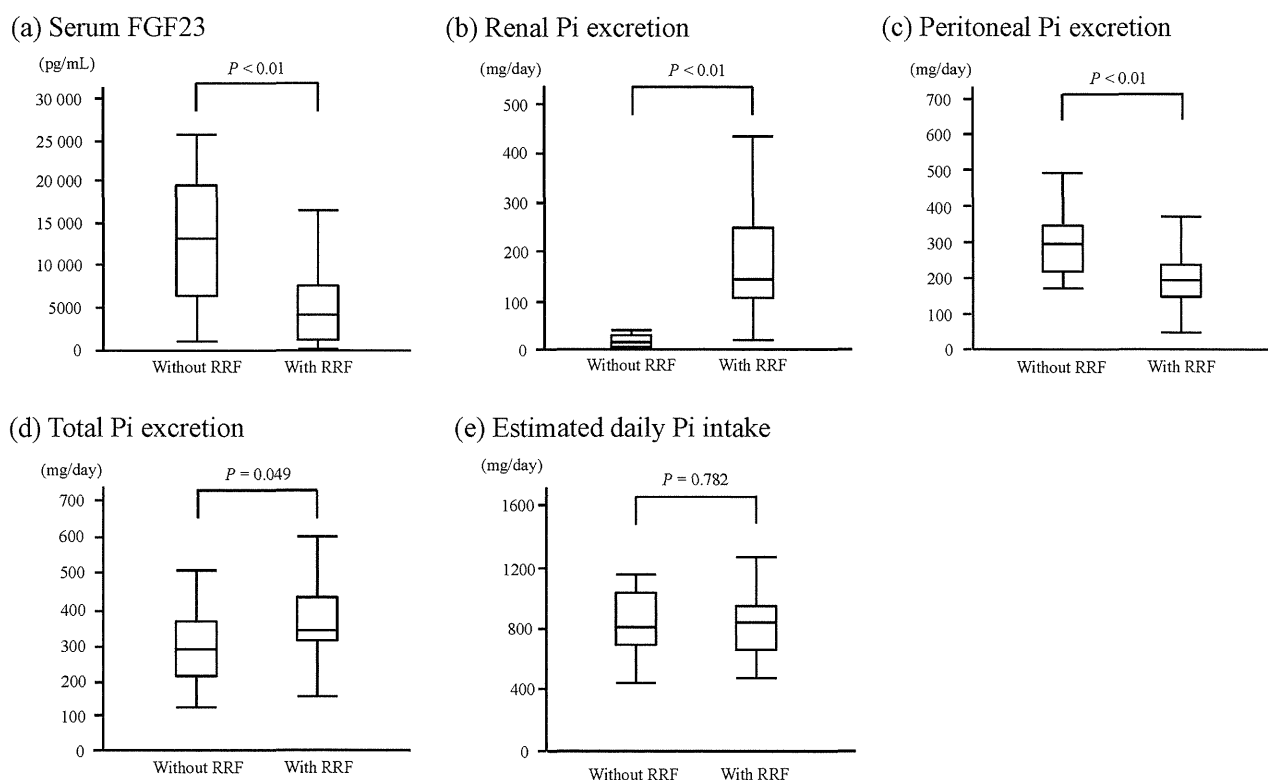 (a) Serum FGF23
(pg/mL)
P < 0.01
30 000
25 000
20 000
15 000
10 000
5000
0
Without RRF
With RRF
(b) Renal Pi excretion
(mg/day)
P < 0.01
500
400
300
200
100
0
Without RRF
With RRF
(c) Peritoneal Pi excretion
(mg/day)
P < 0.01
700
600
500
400
300
200
100
0
Without RRF
With RRF
(d) Total Pi excretion
(mg/day)
P = 0.049
700
600
500
400
300
200
100
0
Without RRF
With RRF
(e) Estimated daily Pi intake
(mg/day)
P = 0.782
1600
1200
800
400
0
Without RRF
With RRF